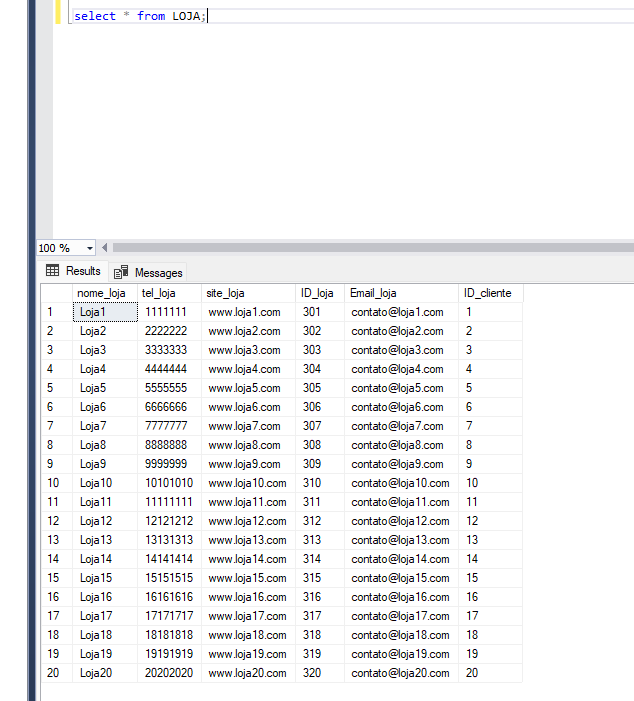 select * from LOJA;
100 %
Results Messages
nome_loja tel_loja site_loja ID_loja Email_loja ID_cliente
1 Loja1 1111111 www.loja1.com 301 contato@loja1.com 1
2 Loja2 2222222 www.loja2.com 302 contato@loja2.com 2
3 Loja3 3333333 www.loja3.com 303 contato@loja3.com 3
4 Loja4 4444444 www.loja4.com 304 contato@loja4.com 4
5 Loja5 5555555 www.loja5.com 305 contato@loja5.com 5
6 Loja6 6666666 www.loja6.com 306 contato@loja6.com 6
7 Loja7 7777777 www.loja7.com 307 contato@loja7.com 7
8 Loja8 8888888 www.loja8.com 308 contato@loja8.com 8
9 Loja9 9999999 www.loja9.com 309 contato@loja9.com 9
10 Loja10 10101010 www.loja10.com 310 contato@loja10.com 10
11 Loja11 11111111 www.loja11.com 311 contato@loja11.com 11
12 Loja12 12121212 www.loja12.com 312 contato@loja12.com 12
13 Loja13 13131313 www.loja13.com 313 contato@loja13.com 13
14 Loja14 14141414 www.loja14.com 314 contato@loja14.com 14
15 Loja15 15151515 www.loja15.com 315 contato@loja15.com 15
16 Loja16 16161616 www.loja16.com 316 contato@loja16.com 16
17 Loja17 17171717 www.loja17.com 317 contato@loja17.com 17
18 Loja18 18181818 www.loja18.com 318 contato@loja18.com 18
19 Loja19 19191919 www.loja19.com 319 contato@loja19.com 19
20 Loja20 20202020 www.loja20.com 320 contato@loja20.com 20